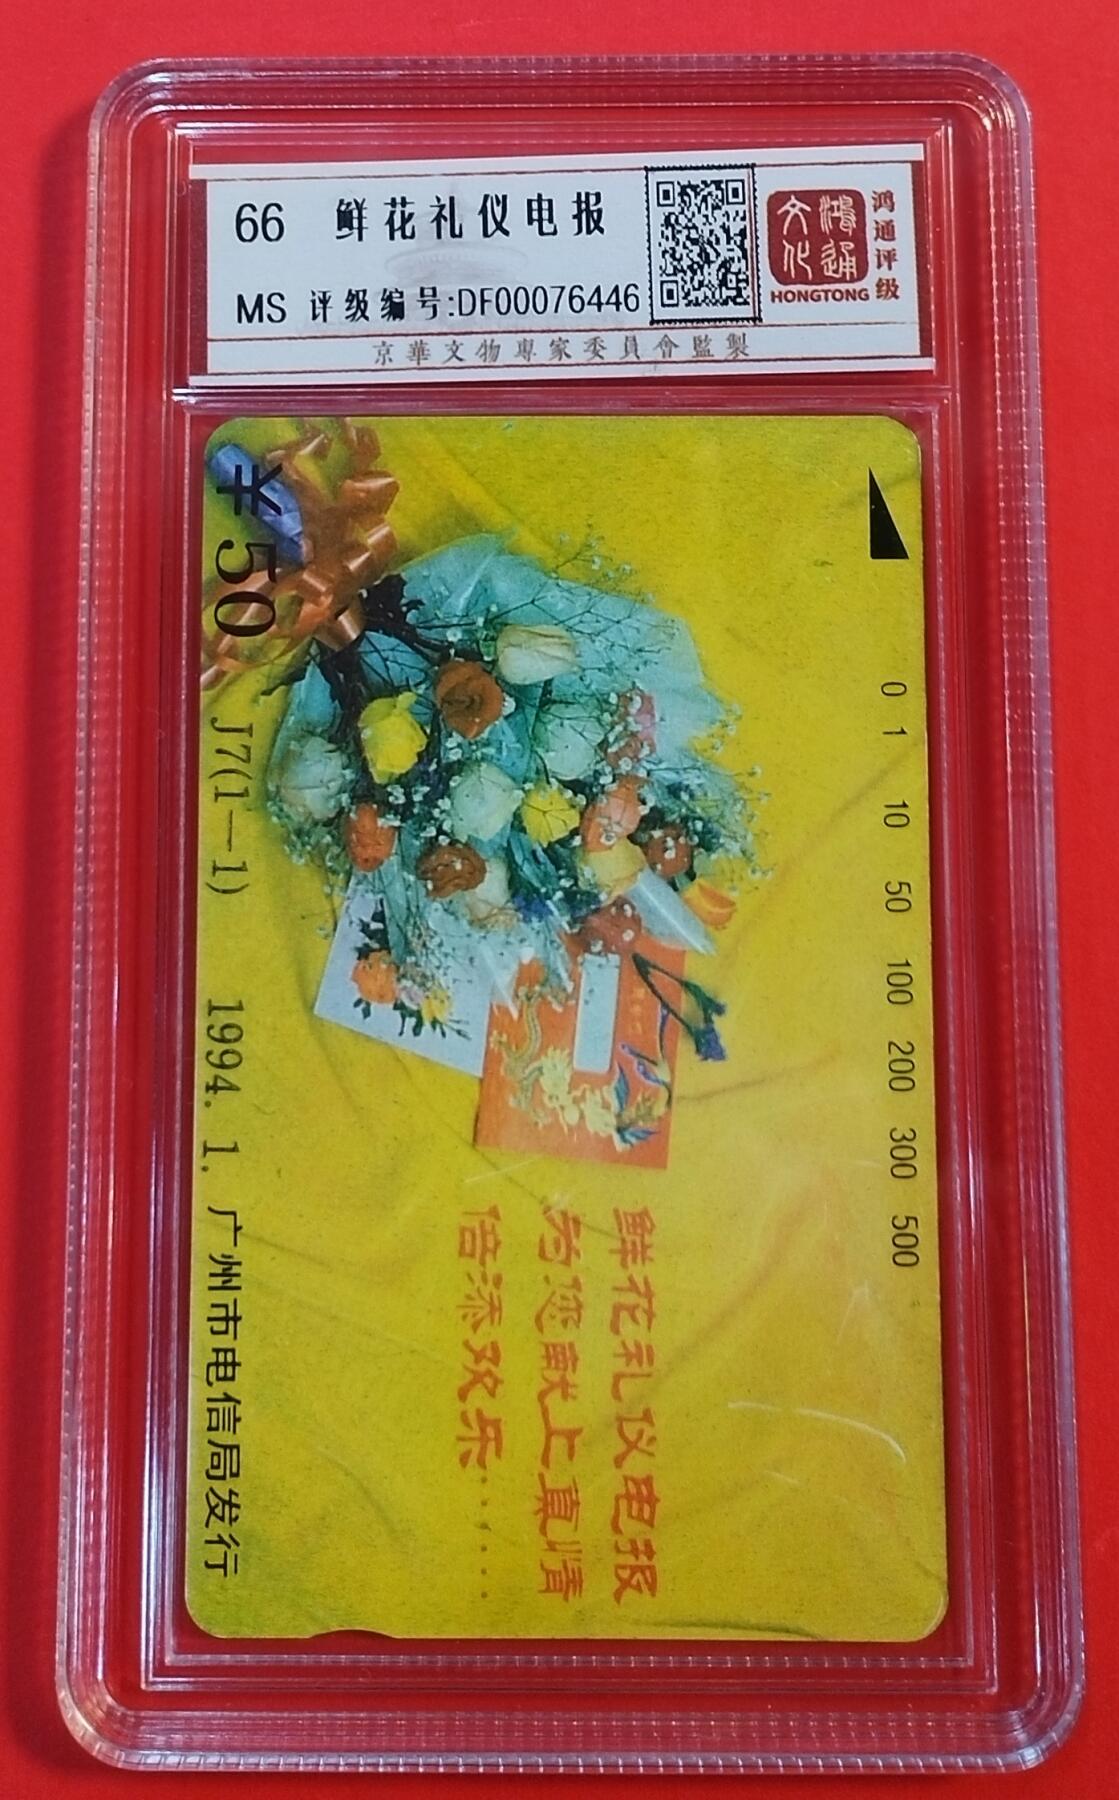 66 鲜花礼仪电报
MS 评级编号:DF00076446
京華文物專家委員會監製
鸿通文化
HONGTONG
鸿通评级
0 1 10 50 100 200 300 500
鲜花礼仪电报
为您献上真情
倍添欢乐······
¥50 J7(1—1) 1994. 1. 广州市电信局发行